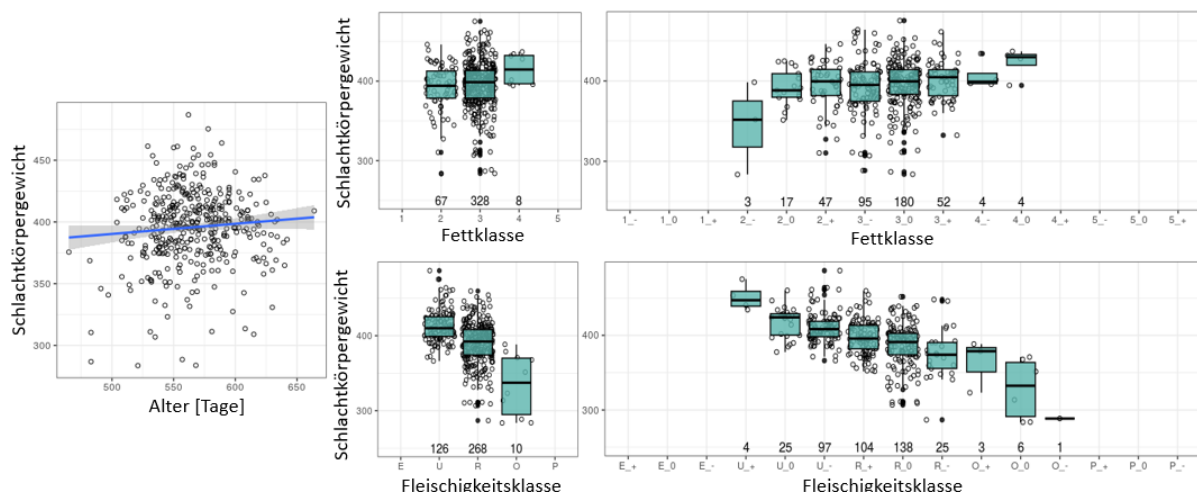 Schlachtkörpergewicht
450
400
350
300
500
550
600
650
Alter [Tage]
Schlachtkörpergewicht
400
300
67 328 8
1 2 3 4 5
Fettklasse
400
300
3 17 47 95 180 52 4 4
1_- 1_0 1_+ 2_- 2_0 2_+ 3_- 3_0 3_+ 4_- 4_0 4_+ 5_- 5_0 5_+
Fettklasse
Schlachtkörpergewicht
400
300
126 268 10
E U R O P
Fleischigkeitsklasse
400
300
4 25 97 104 138 25 3 6 1
E_+ E_0 E_- U_+ U_0 U_- R_+ R_0 R_- O_+ O_0 O_- P_+ P_0 P_-
Fleischigkeitsklasse